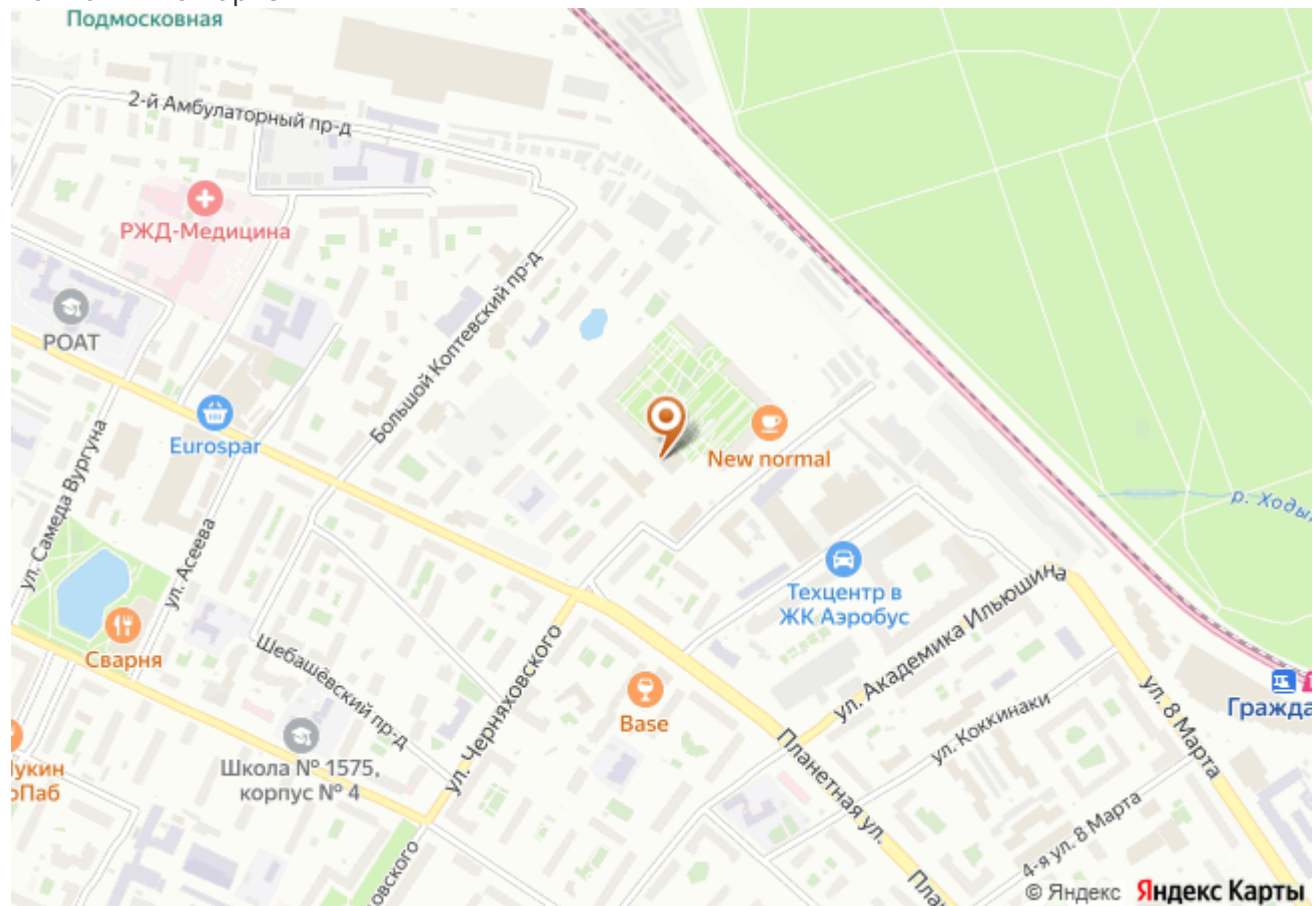 Подмосковная
2-й Амбулаторный пр-д
РЖД-Медицина
РОАТ
Большой Коптевский пр-д
Eurospar
New normal
ул. Самеда Вургуна
ул. Асеева
Техцентр в
ЖК Аэробус
ул. Академика Ильюшина
Сварня
Шебашёвский пр-д
ул. Черняховского
Base
Гражда
ул. Коккинаки
ул. 8 Марта
Школа № 1575,
корпус № 4
Планетная ул.
4-я ул. 8 Марта
© Яндекс Яндекс Карты